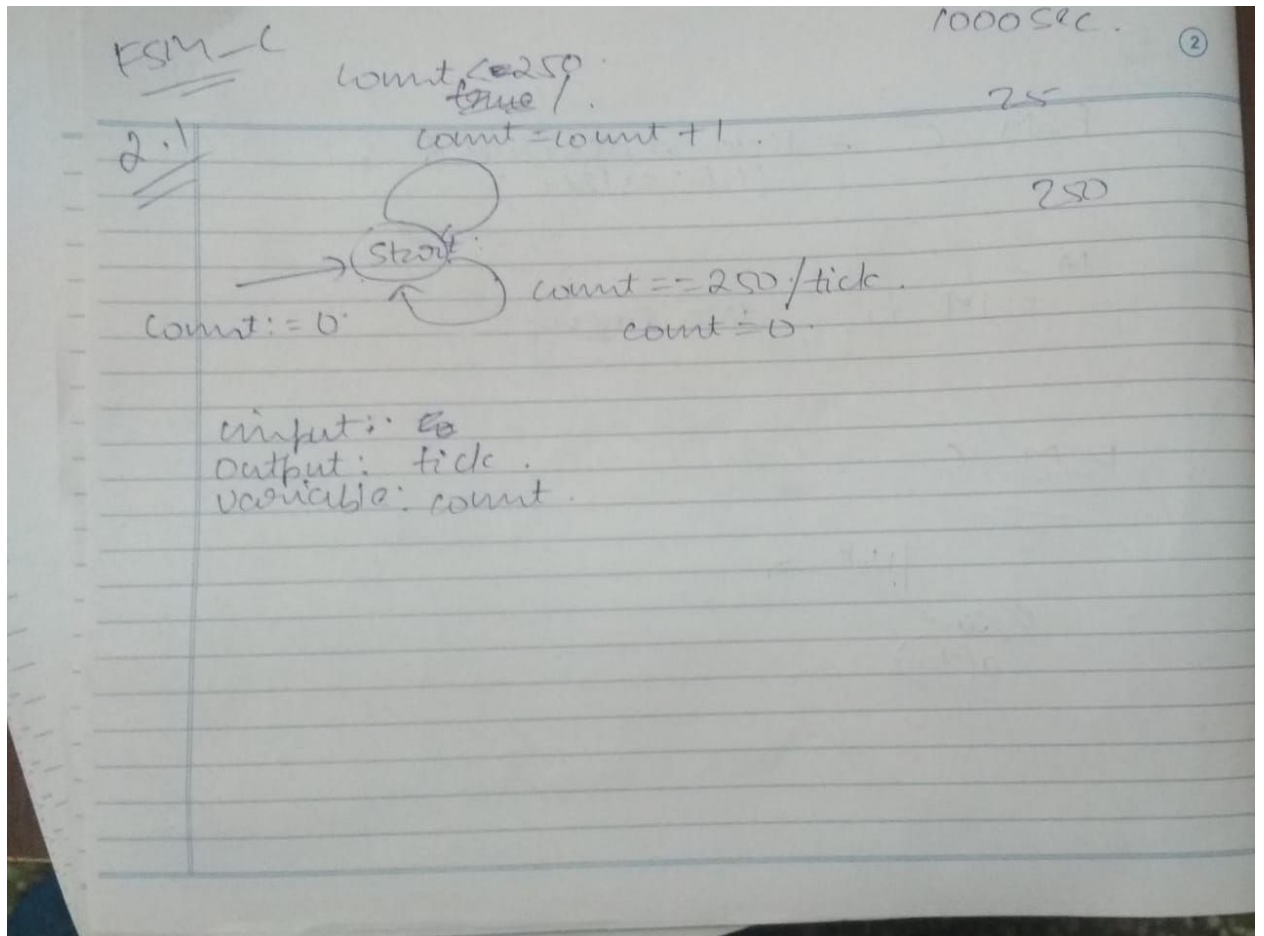 1000 sec.
2
FSM_C
count <=250
true /.
25
2.1
count = count + 1.
250
Start
count == 250 / tick.
count := 0
count = 0.
input:
output: tick.
variable: count.